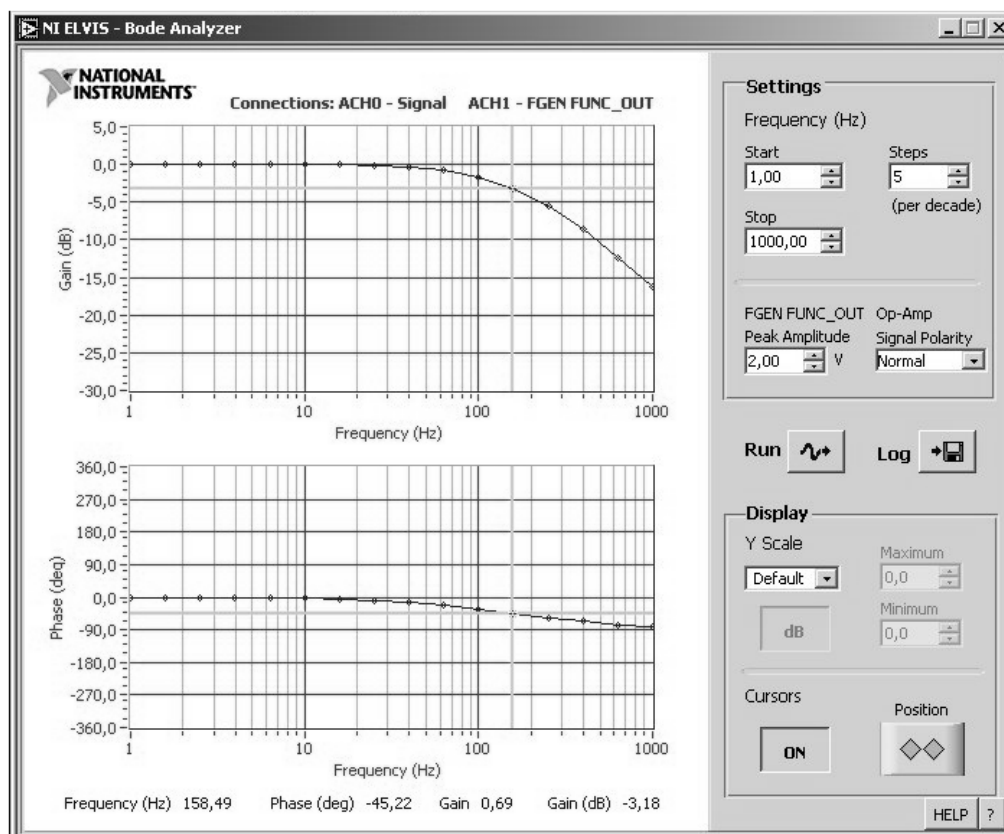 NI ELVIS - Bode Analyzer
NATIONAL
INSTRUMENTS™
Connections: ACH0 - Signal ACH1 - FGEN FUNC_OUT
5,0
0,0
-5,0
-10,0
-15,0
-20,0
-25,0
-30,0
Gain (dB)
1 10 100 1000
Frequency (Hz)
360,0
270,0
180,0
90,0
0,0
-90,0
-180,0
-270,0
-360,0
Phase (deg)
1 10 100 1000
Frequency (Hz)
Frequency (Hz) 158,49 Phase (deg) -45,22 Gain 0,69 Gain (dB) -3,18
Settings
Frequency (Hz)
Start Steps
1,00 5
(per decade)
Stop
1000,00
FGEN FUNC_OUT Op-Amp
Peak Amplitude Signal Polarity
2,00 V Normal
Run Log
Display
Y Scale Maximum
Default 0,0
Minimum
dB 0,0
Cursors Position
ON
HELP ?